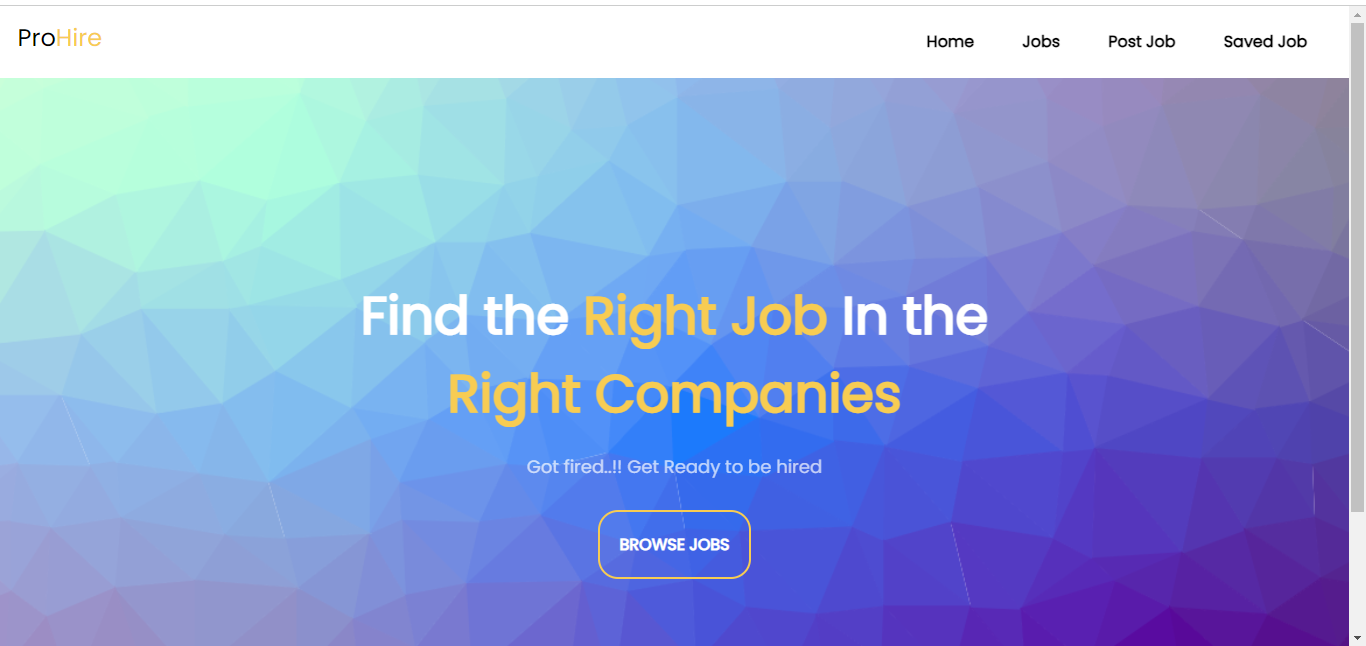 ProHire
Home Jobs Post Job Saved Job
Find the Right Job In the
Right Companies
Got fired..!! Get Ready to be hired
BROWSE JOBS